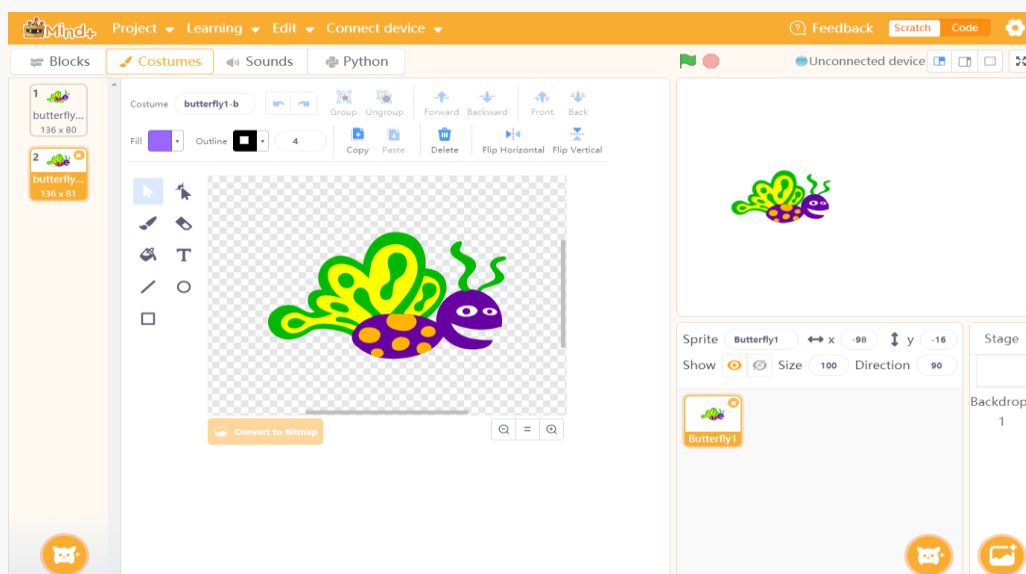 Mind+ Project Learning Edit Connect device Feedback Scratch Code
Blocks Costumes Sounds Python Unconnected device
1
butterfly...
136 x 80
2
butterfly...
136 x 81
Costume butterfly1-b Group Ungroup Forward Backward Front Back
Fill Outline 4 Copy Paste Delete Flip Horizontal Flip Vertical
T
Convert to Bitmap
=
Sprite Butterfly1 x -98 y -16
Show Size 100 Direction 90
Butterfly1
Stage
Backdrop
1